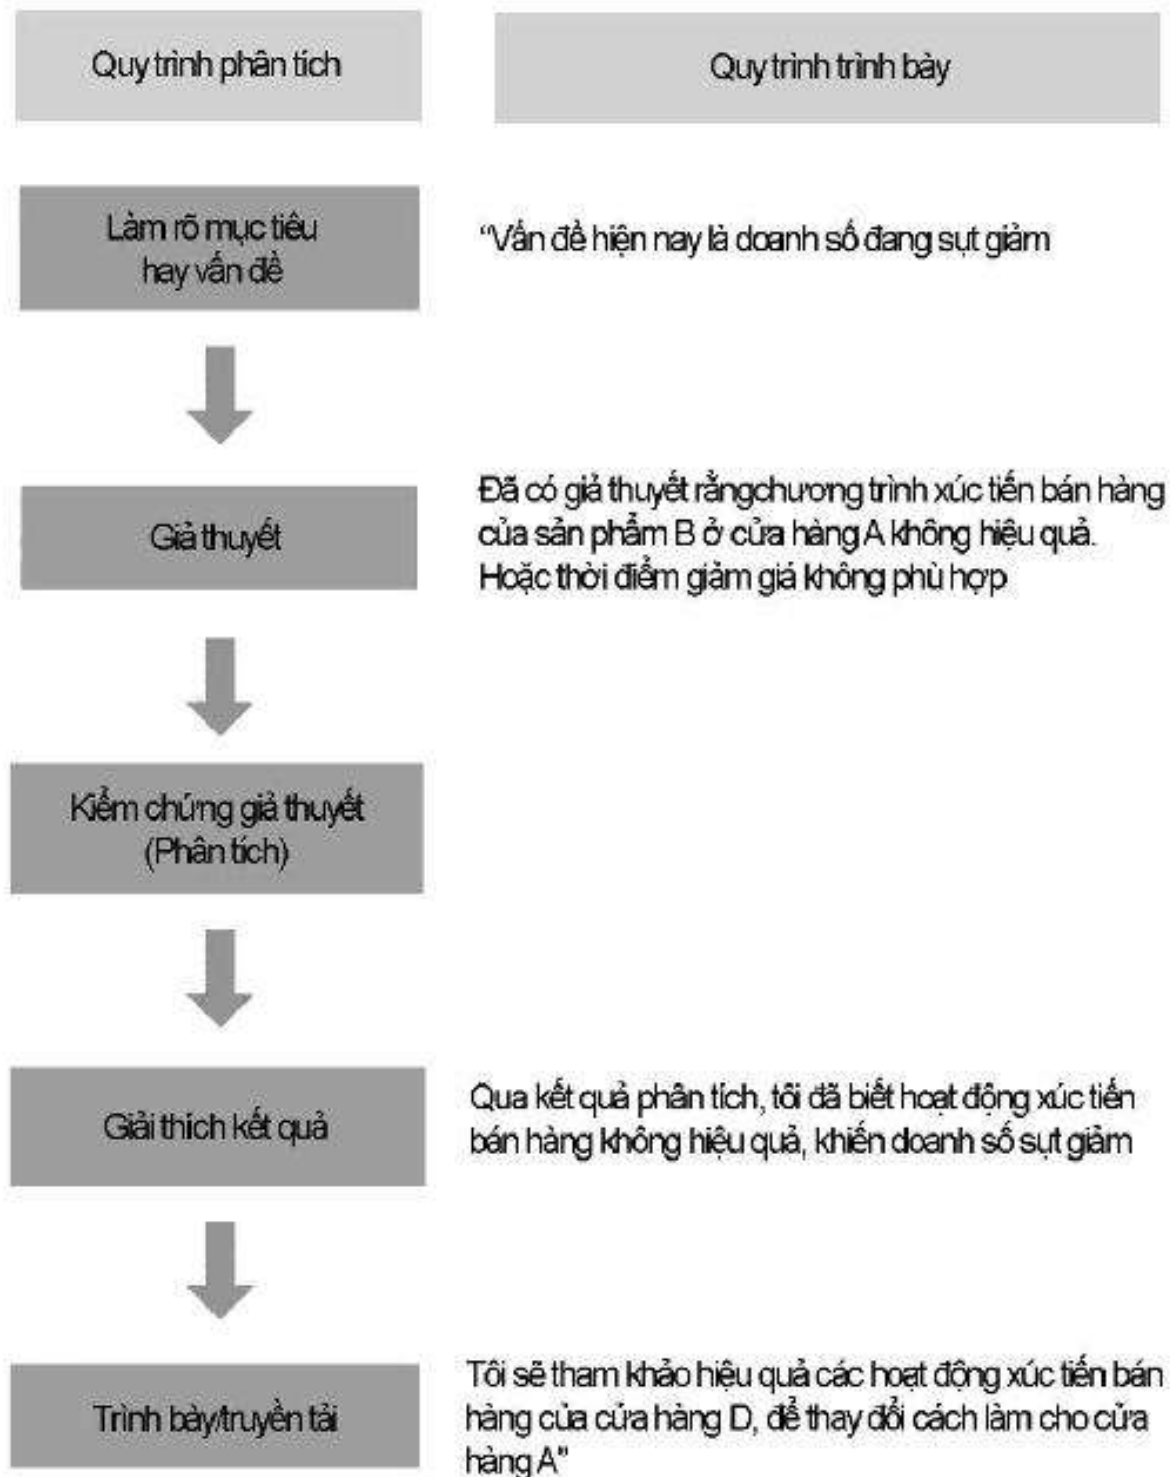 Quy trình phân tích
Quy trình trình bày
Làm rõ mục tiêu
hay vấn đề
“Vấn đề hiện nay là doanh số đang sụt giảm
Giả thuyết
Đã có giả thuyết rằngchương trình xúc tiến bán hàng
của sản phẩm B ở cửa hàng A không hiệu quả.
Hoặc thời điểm giảm giá không phù hợp
Kiểm chứng giả thuyết
(Phân tích)
Giải thích kết quả
Qua kết quả phân tích, tôi đã biết hoạt động xúc tiến
bán hàng không hiệu quả, khiến doanh số sụt giảm
Trình bày/truyền tải
Tôi sẽ tham khảo hiệu quả các hoạt động xúc tiến bán
hàng của cửa hàng D, để thay đổi cách làm cho cửa
hàng A”